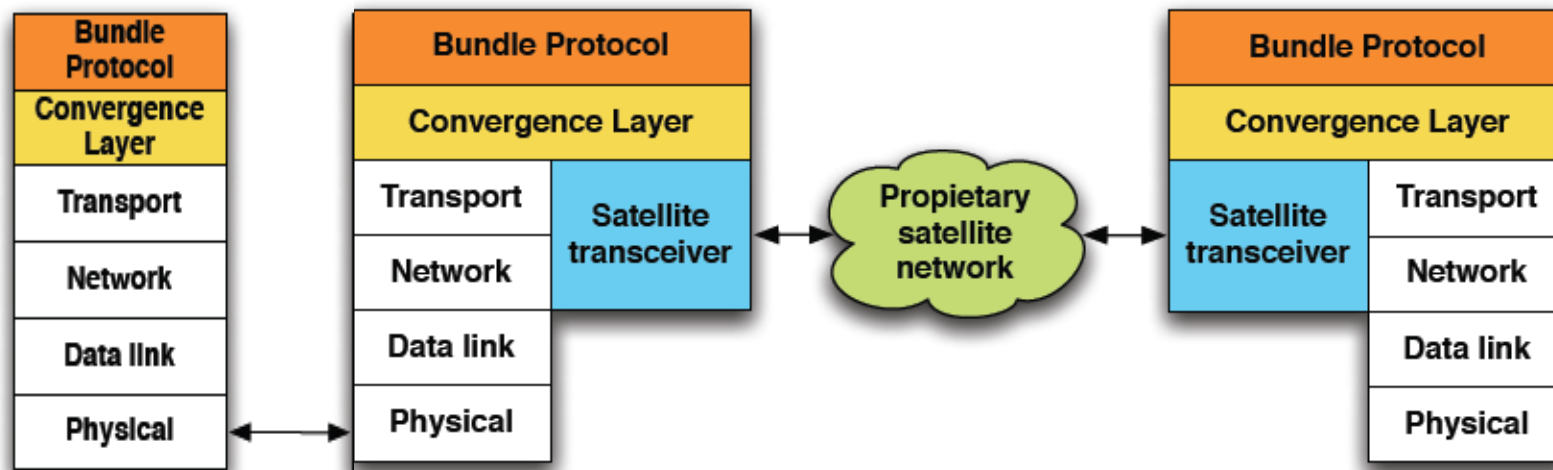 Bundle
Protocol
Convergence
Layer
Transport
Network
Data link
Physical
Bundle Protocol
Convergence Layer
Transport
Network
Data link
Physical
Satellite
transceiver
Propietary
satellite
network
Bundle Protocol
Convergence Layer
Satellite
transceiver
Transport
Network
Data link
Physical